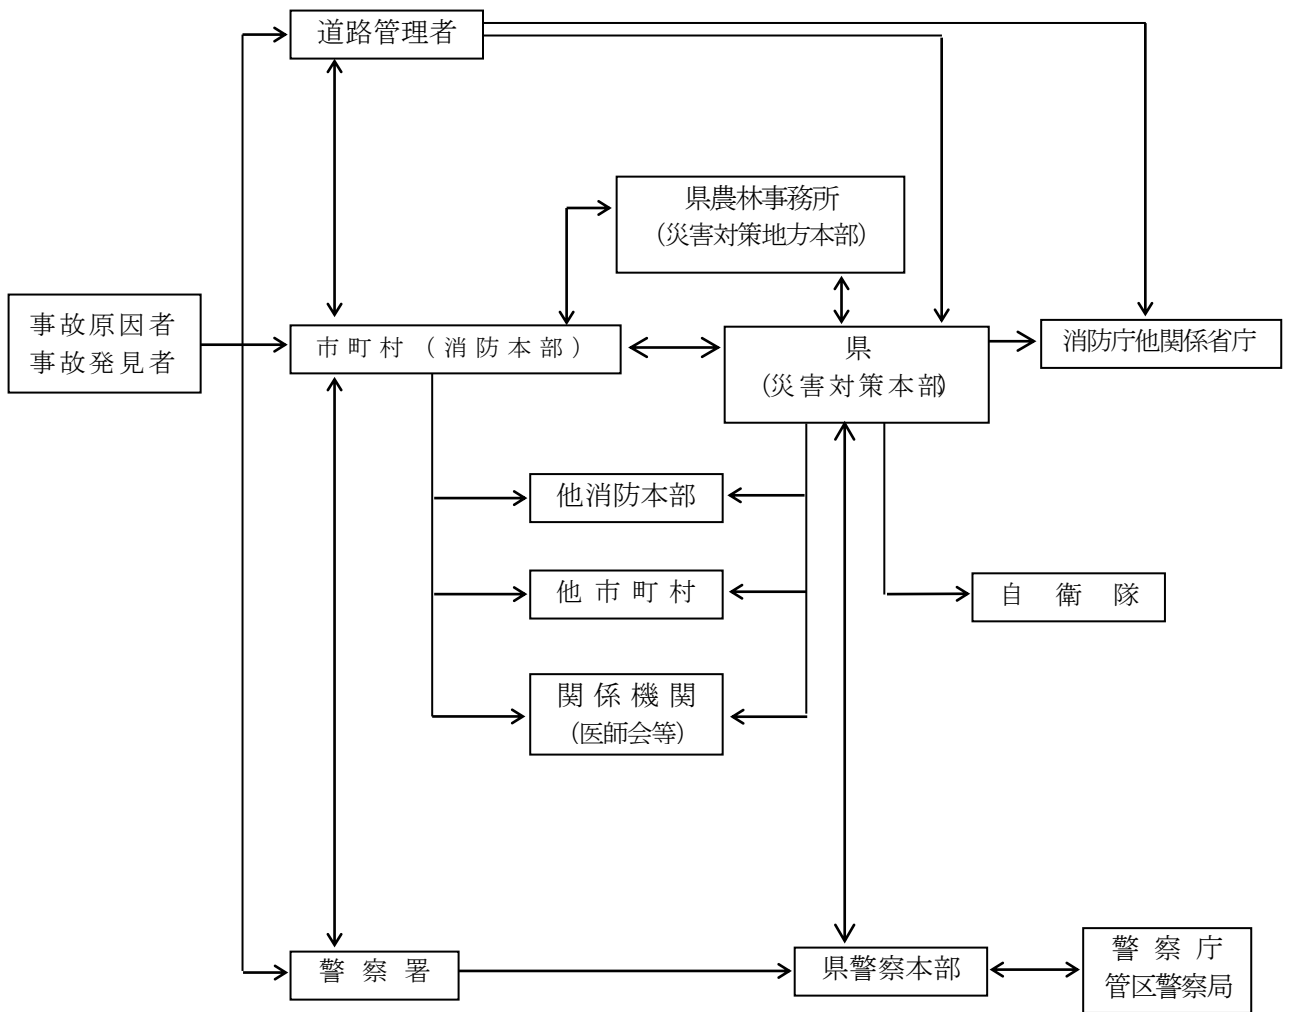 道路管理者
県農林事務所
（災害対策地方本部）
事故原因者
事故発見者
市町村（消防本部）
県
（災害対策本部）
消防庁他関係省庁
他消防本部
他市町村
自衛隊
関係機関
（医師会等）
警察署
県警察本部
警察庁
管区警察局